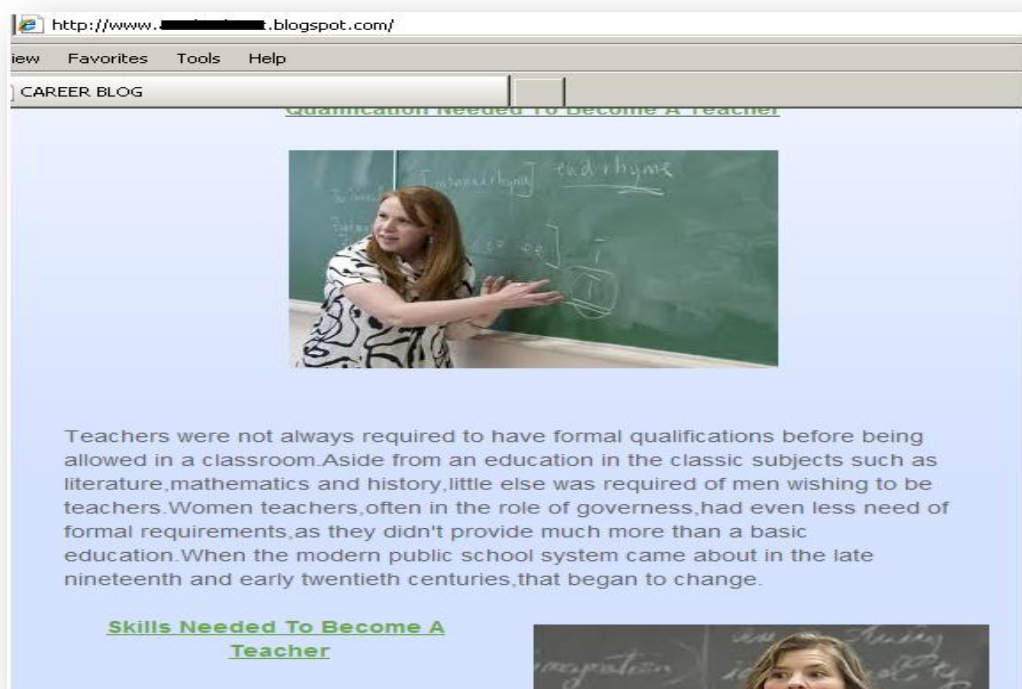 http://www. .blogspot.com/
iew Favorites Tools Help
CAREER BLOG
Qualification Needed To Become A Teacher
end rhyme
Teachers were not always required to have formal qualifications before being
allowed in a classroom.Aside from an education in the classic subjects such as
literature,mathematics and history,little else was required of men wishing to be
teachers.Women teachers,often in the role of governess,had even less need of
formal requirements,as they didn't provide much more than a basic
education.When the modern public school system came about in the late
nineteenth and early twentieth centuries,that began to change.
Skills Needed To Become A
Teacher